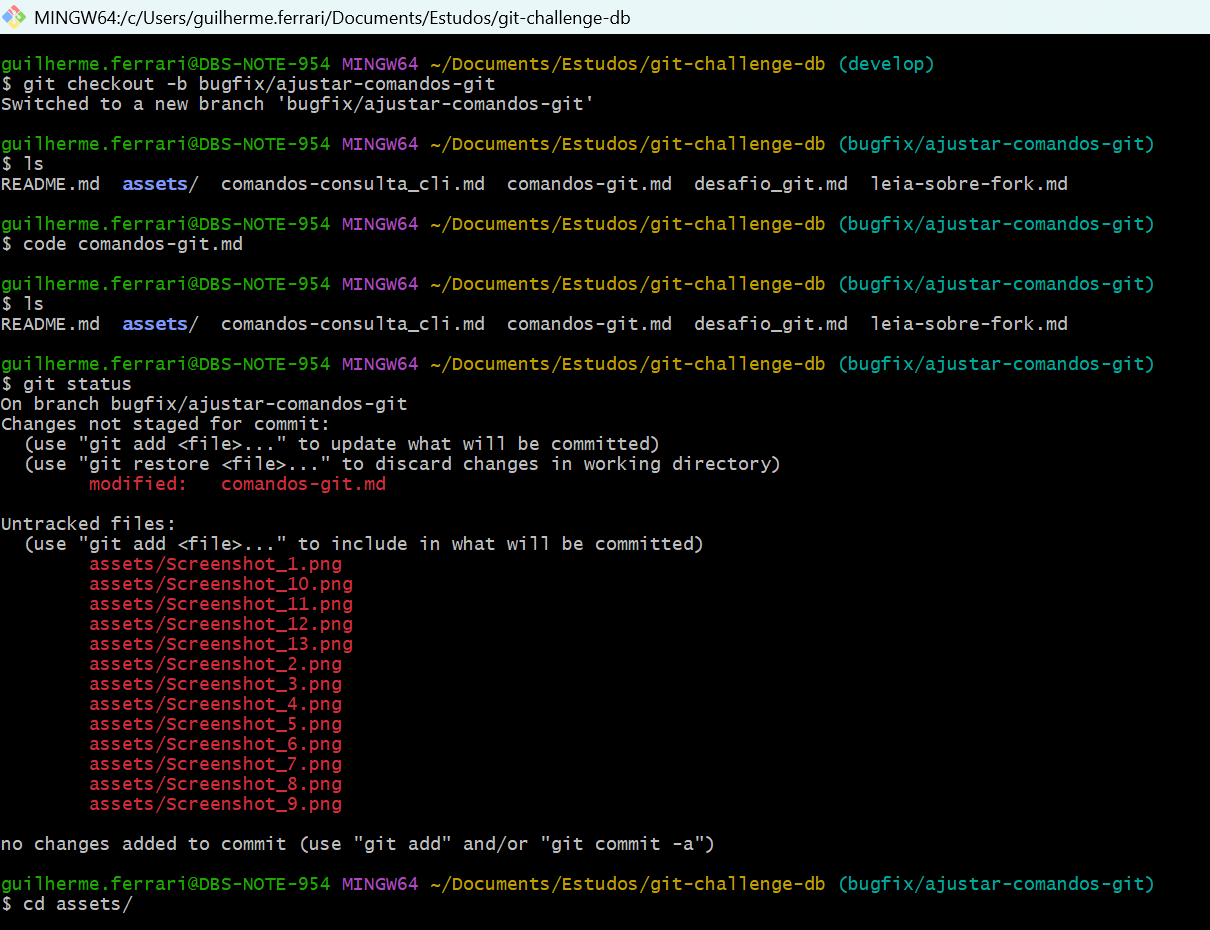 MINGW64:/c/Users/guilherme.ferrari/Documents/Estudos/git-challenge-db
guilherme.ferrari@DBS-NOTE-954 MINGW64 ~/Documents/Estudos/git-challenge-db (develop)
$ git checkout -b bugfix/ajustar-comandos-git
Switched to a new branch 'bugfix/ajustar-comandos-git'
guilherme.ferrari@DBS-NOTE-954 MINGW64 ~/Documents/Estudos/git-challenge-db (bugfix/ajustar-comandos-git)
$ ls
README.md  assets/  comandos-consulta_cli.md  comandos-git.md  desafio_git.md  leia-sobre-fork.md
guilherme.ferrari@DBS-NOTE-954 MINGW64 ~/Documents/Estudos/git-challenge-db (bugfix/ajustar-comandos-git)
$ code comandos-git.md
guilherme.ferrari@DBS-NOTE-954 MINGW64 ~/Documents/Estudos/git-challenge-db (bugfix/ajustar-comandos-git)
$ ls
README.md  assets/  comandos-consulta_cli.md  comandos-git.md  desafio_git.md  leia-sobre-fork.md
guilherme.ferrari@DBS-NOTE-954 MINGW64 ~/Documents/Estudos/git-challenge-db (bugfix/ajustar-comandos-git)
$ git status
On branch bugfix/ajustar-comandos-git
Changes not staged for commit:
  (use "git add <file>..." to update what will be committed)
  (use "git restore <file>..." to discard changes in working directory)
        modified:   comandos-git.md
Untracked files:
  (use "git add <file>..." to include in what will be committed)
        assets/Screenshot_1.png
        assets/Screenshot_10.png
        assets/Screenshot_11.png
        assets/Screenshot_12.png
        assets/Screenshot_13.png
        assets/Screenshot_2.png
        assets/Screenshot_3.png
        assets/Screenshot_4.png
        assets/Screenshot_5.png
        assets/Screenshot_6.png
        assets/Screenshot_7.png
        assets/Screenshot_8.png
        assets/Screenshot_9.png
no changes added to commit (use "git add" and/or "git commit -a")
guilherme.ferrari@DBS-NOTE-954 MINGW64 ~/Documents/Estudos/git-challenge-db (bugfix/ajustar-comandos-git)
$ cd assets/